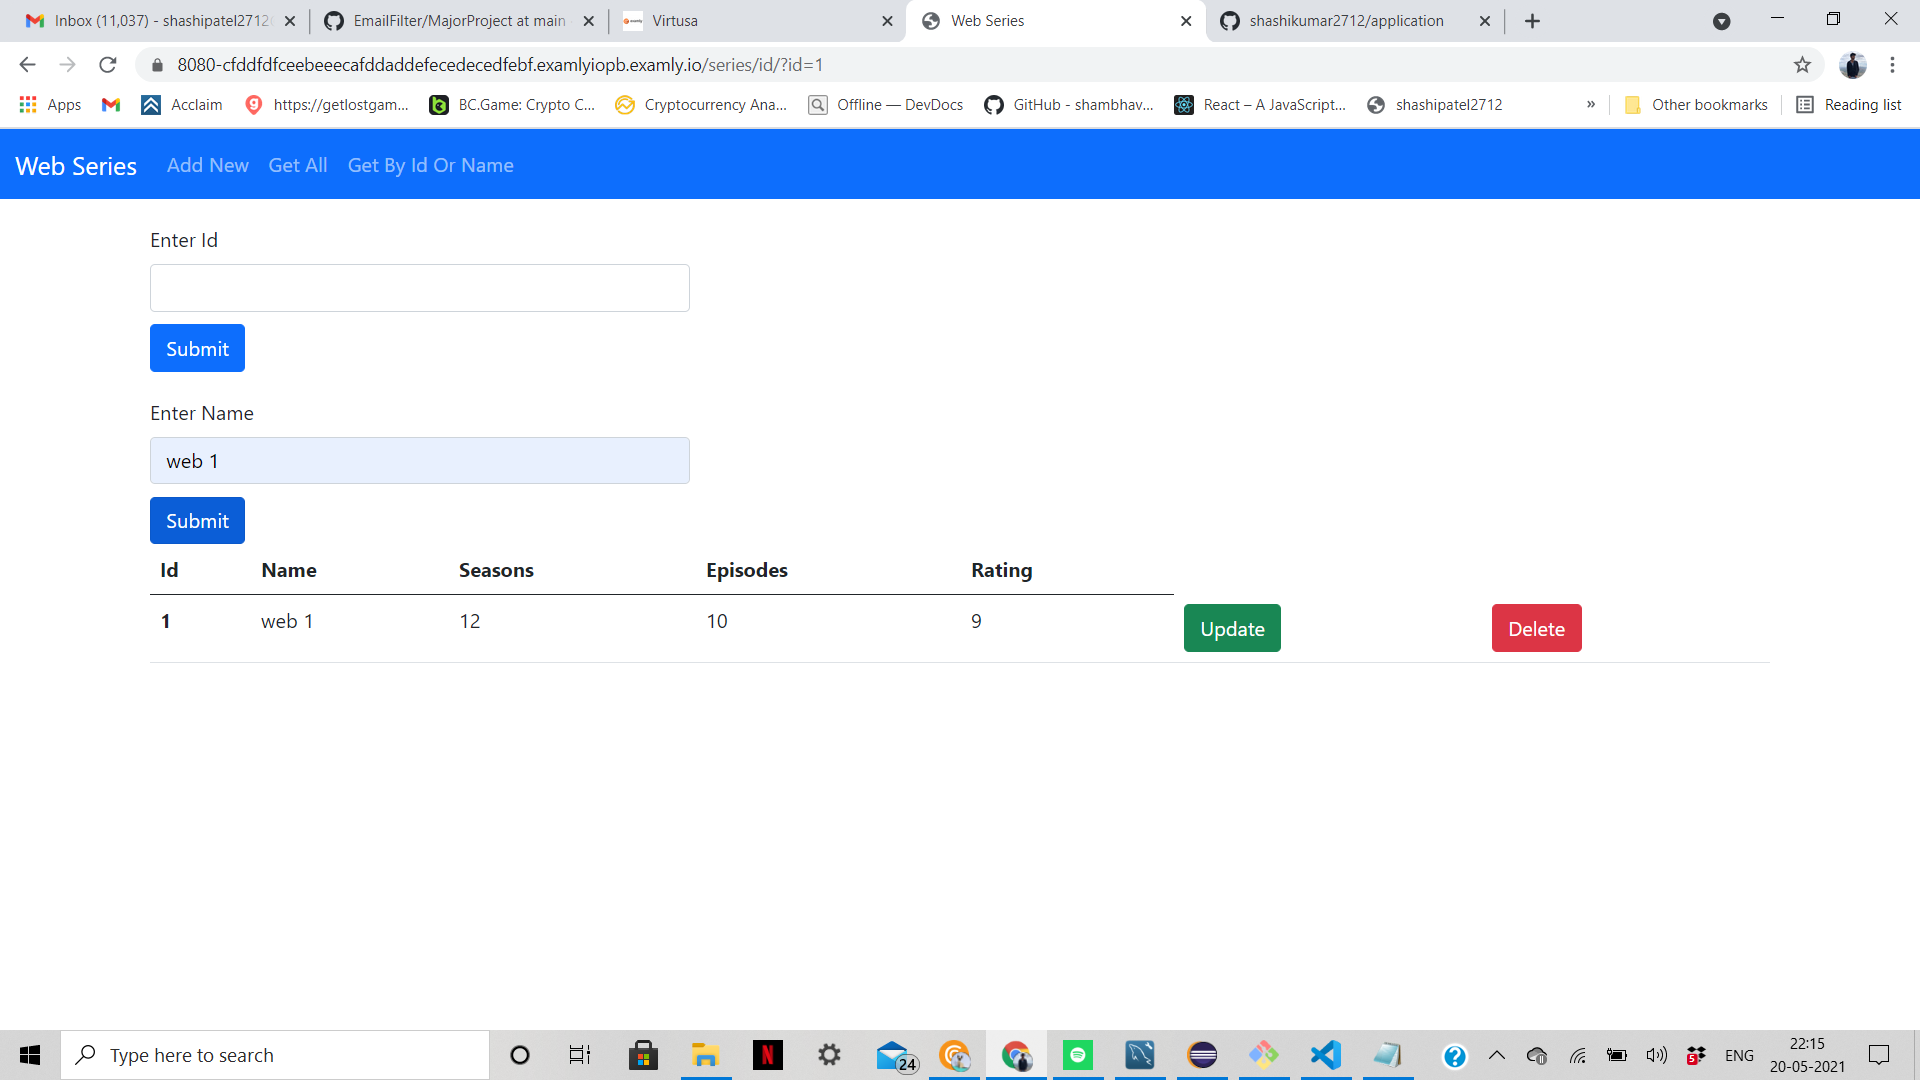 Inbox (11,037) - shashipatel2712
EmailFilter/MajorProject at main
Virtusa
Web Series
shashikumar2712/application
8080-cfddfdfceebeeecafddaddefecedecedfebf.examlyiopb.examly.io/series/id/?id=1
Apps
Acclaim
https://getlostgam...
BC.Game: Crypto C...
Cryptocurrency Ana...
Offline — DevDocs
GitHub - shambhav...
React – A JavaScript...
shashipatel2712
»
Other bookmarks
Reading list
Web Series Add New Get All Get By Id Or Name
Enter Id
Submit
Enter Name
web 1
Submit
Id Name Seasons Episodes Rating
1 web 1 12 10 9 Update Delete
Type here to search
24
5
ENG
22:15
20-05-2021